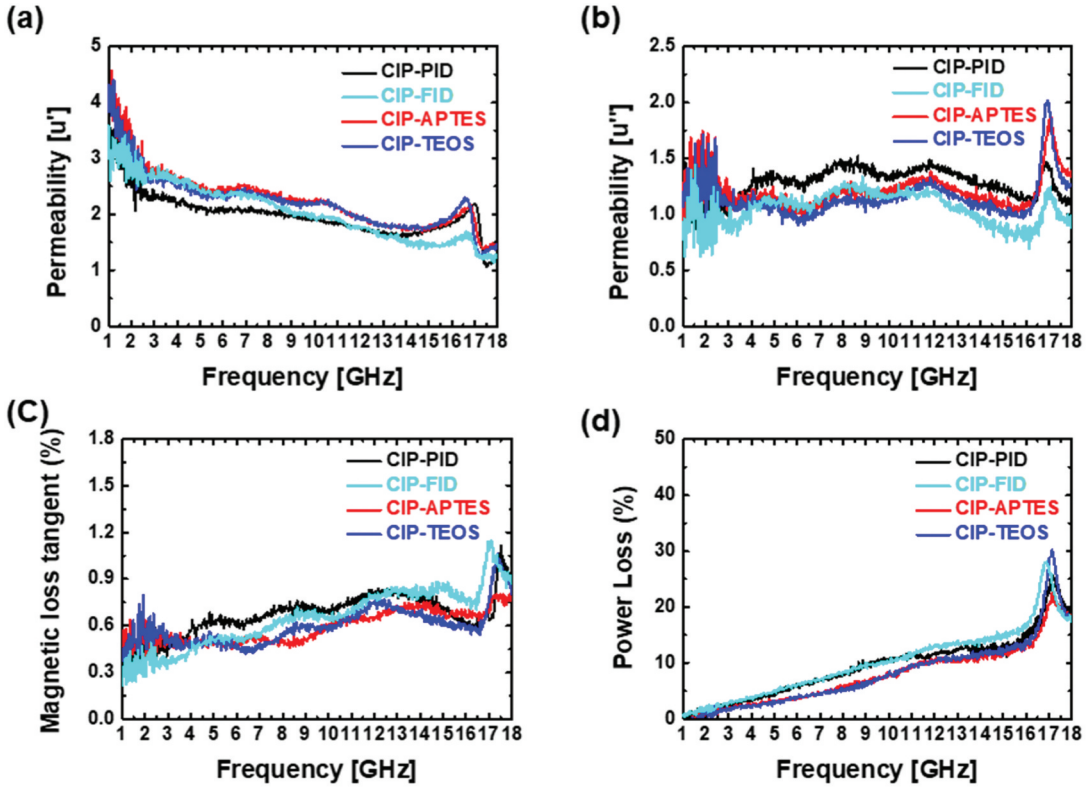 (a)
5
4
3
2
1
0
Permeability [u']
CIP-PID
CIP-FID
CIP-APTES
CIP-TEOS
1 2 3 4 5 6 7 8 9 10 11 12 13 14 15 16 17 18
Frequency [GHz]
(b)
2.5
2.0
1.5
1.0
0.5
0.0
Permeability [u'']
CIP-PID
CIP-FID
CIP-APTES
CIP-TEOS
1 2 3 4 5 6 7 8 9 10 11 12 13 14 15 16 17 18
Frequency [GHz]
(C)
1.8
1.5
1.2
0.9
0.6
0.3
0.0
Magnetic loss tangent (%)
CIP-PID
CIP-FID
CIP-APTES
CIP-TEOS
1 2 3 4 5 6 7 8 9 10 11 12 13 14 15 16 17 18
Frequency [GHz]
(d)
50
40
30
20
10
0
Power Loss (%)
CIP-PID
CIP-FID
CIP-APTES
CIP-TEOS
1 2 3 4 5 6 7 8 9 10 11 12 13 14 15 16 17 18
Frequency [GHz]